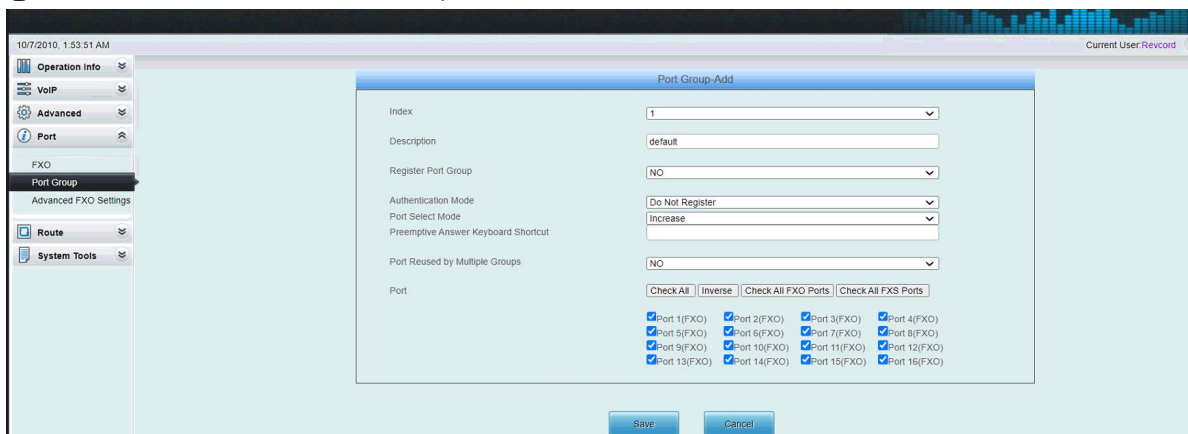 10/7/2010, 1:53:51 AM
Current User:Revcord
Operation Info
VoIP
Advanced
Port
FXO
Port Group
Advanced FXO Settings
Route
System Tools
Port Group-Add
Index 1
Description default
Register Port Group NO
Authentication Mode Do Not Register
Port Select Mode Increase
Preemptive Answer Keyboard Shortcut
Port Reused by Multiple Groups NO
Port Check All Inverse Check All FXO Ports Check All FXS Ports
Port 1(FXO) Port 2(FXO) Port 3(FXO) Port 4(FXO)
Port 5(FXO) Port 6(FXO) Port 7(FXO) Port 8(FXO)
Port 9(FXO) Port 10(FXO) Port 11(FXO) Port 12(FXO)
Port 13(FXO) Port 14(FXO) Port 15(FXO) Port 16(FXO)
Save Cancel